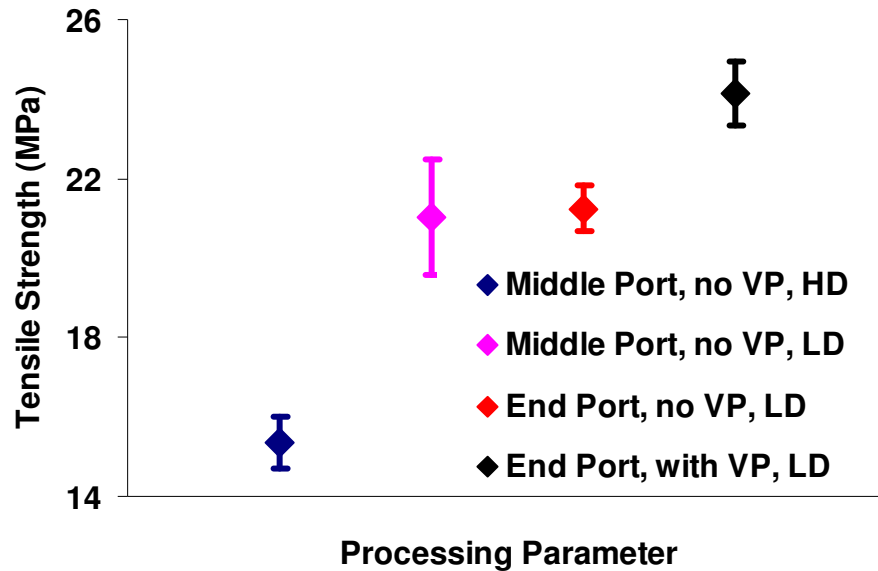 26
22
18
14
Tensile Strength (MPa)
Middle Port, no VP, HD
Middle Port, no VP, LD
End Port, no VP, LD
End Port, with VP, LD
Processing Parameter